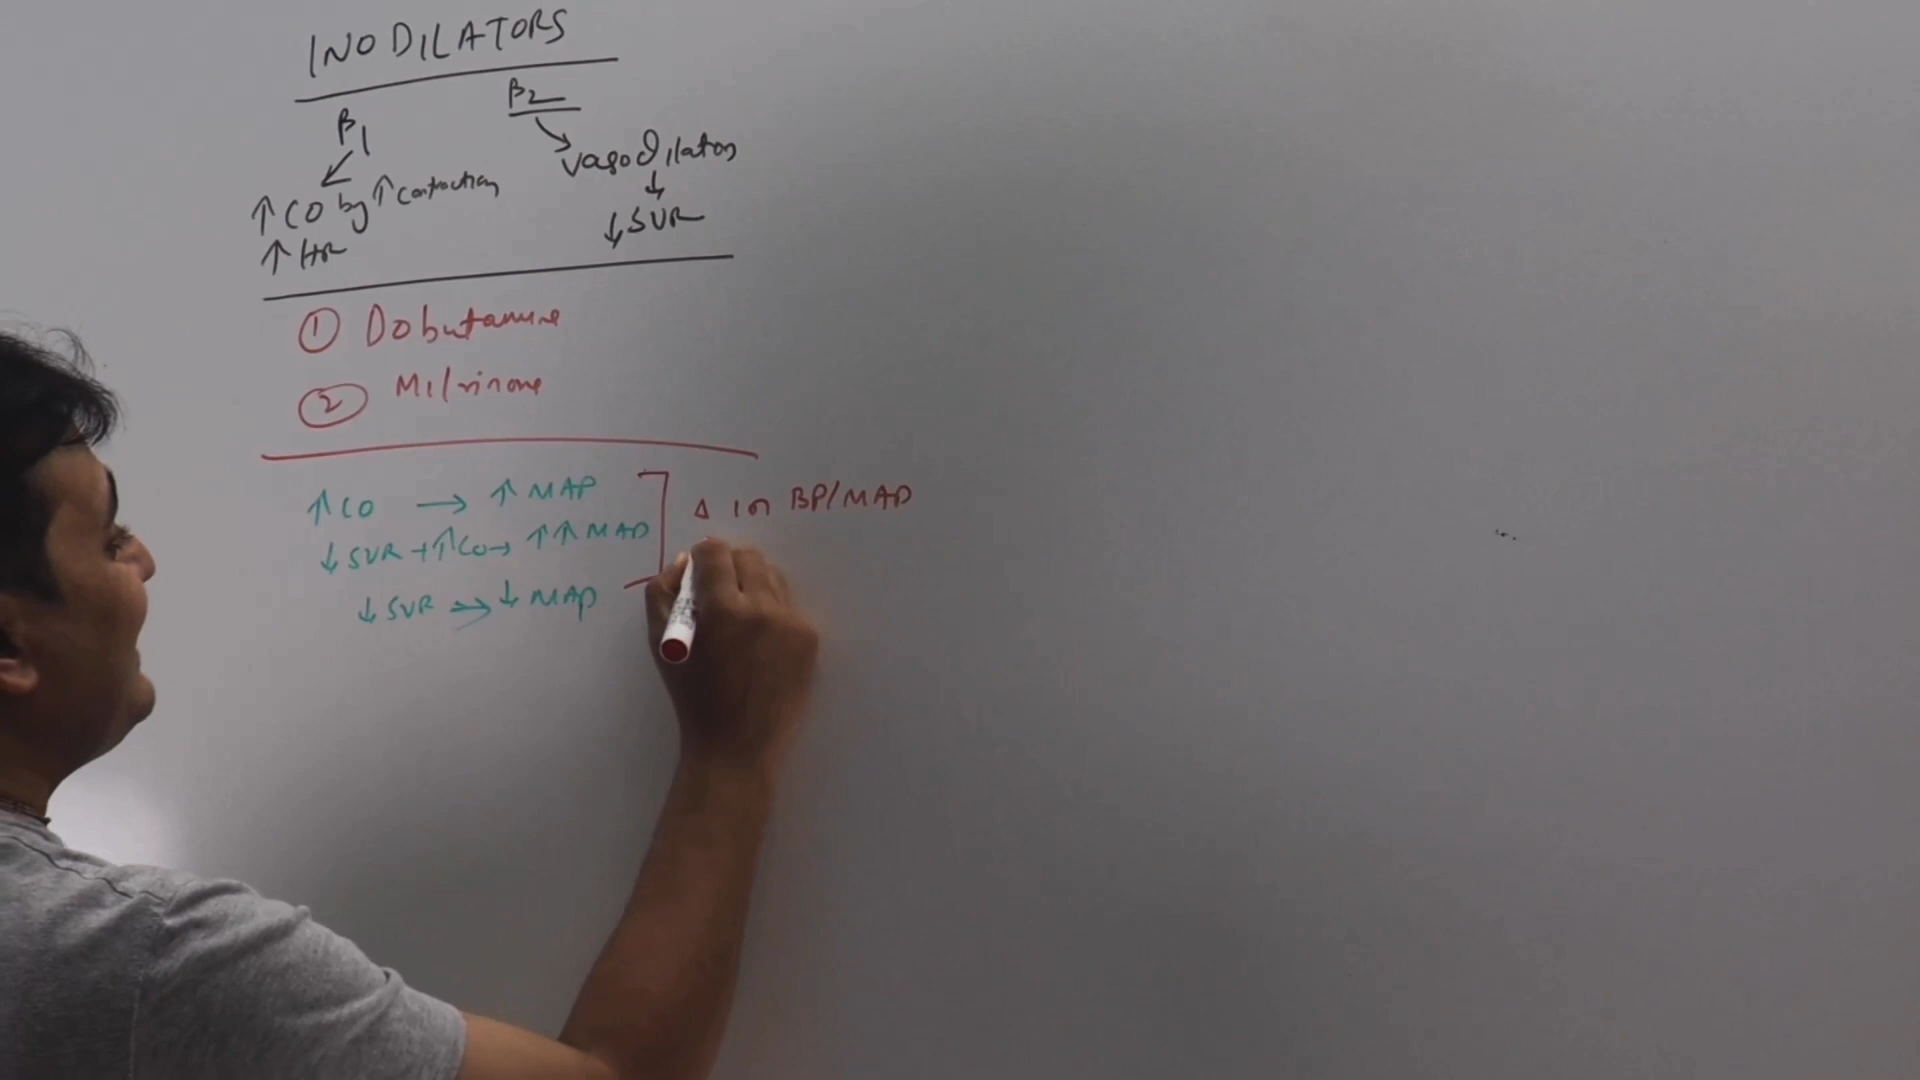 INODILATORS
β1
β2
Vasodilation
↑ CO by ↑ contraction
↑ HR
↓ SVR
① Dobutamine
② Milrinone
↑ CO → ↑ MAP
↓ SVR + ↑ CO → ↑↑ MAP
↓ SVR → ↓ MAP
Δ in BP/MAP